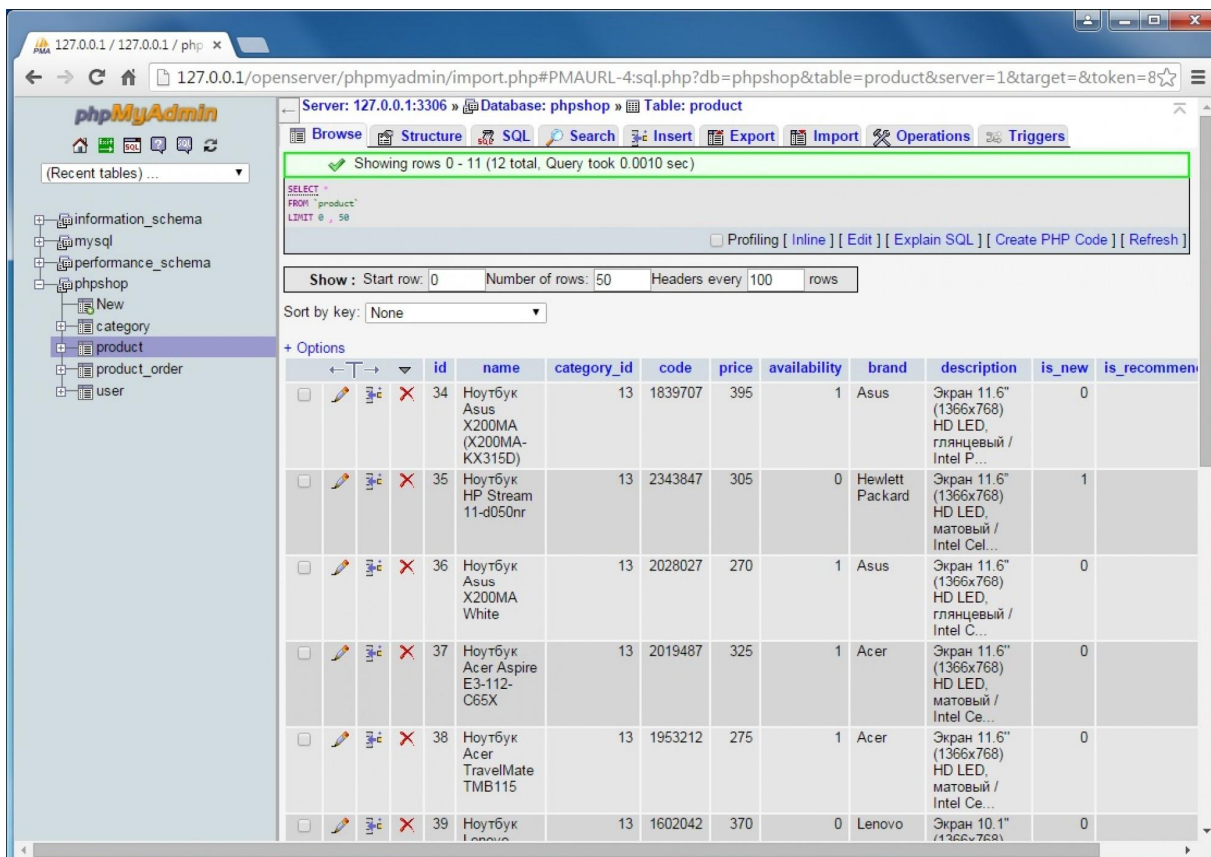 127.0.0.1 / 127.0.0.1 / php
127.0.0.1/openserver/phpmyadmin/import.php#PMAURL-4:sql.php?db=phpshop&table=product&server=1&target=&token=8
phpMyAdmin
(Recent tables) ...
information_schema
mysql
performance_schema
phpshop
New
category
product
product_order
user
Server: 127.0.0.1:3306 » Database: phpshop » Table: product
Browse Structure SQL Search Insert Export Import Operations Triggers
Showing rows 0 - 11 (12 total, Query took 0.0010 sec)
SELECT *
FROM `product`
LIMIT 0 , 50
Profiling [ Inline ] [ Edit ] [ Explain SQL ] [ Create PHP Code ] [ Refresh ]
Show : Start row: 0 Number of rows: 50 Headers every 100 rows
Sort by key: None
+ Options
id name category_id code price availability brand description is_new is_recommen
34 Ноутбук 13 1839707 395 1 Asus Экран 11.6" 0
Asus (1366x768)
X200MA HD LED,
(X200MA- глянцевый /
KX315D) Intel P...
35 Ноутбук 13 2343847 305 0 Hewlett Экран 11.6" 1
HP Stream Packard (1366x768)
11-d050nr HD LED,
матовый /
Intel Cel...
36 Ноутбук 13 2028027 270 1 Asus Экран 11.6" 0
Asus (1366x768)
X200MA HD LED,
White глянцевый /
Intel C...
37 Ноутбук 13 2019487 325 1 Acer Экран 11.6" 0
Acer Aspire (1366x768)
E3-112- HD LED,
C65X матовый /
Intel Ce...
38 Ноутбук 13 1953212 275 1 Acer Экран 11.6" 0
Acer (1366x768)
TravelMate HD LED,
TMB115 матовый /
Intel Ce...
39 Ноутбук 13 1602042 370 0 Lenovo Экран 10.1" 0
Lenovo (1366x768)